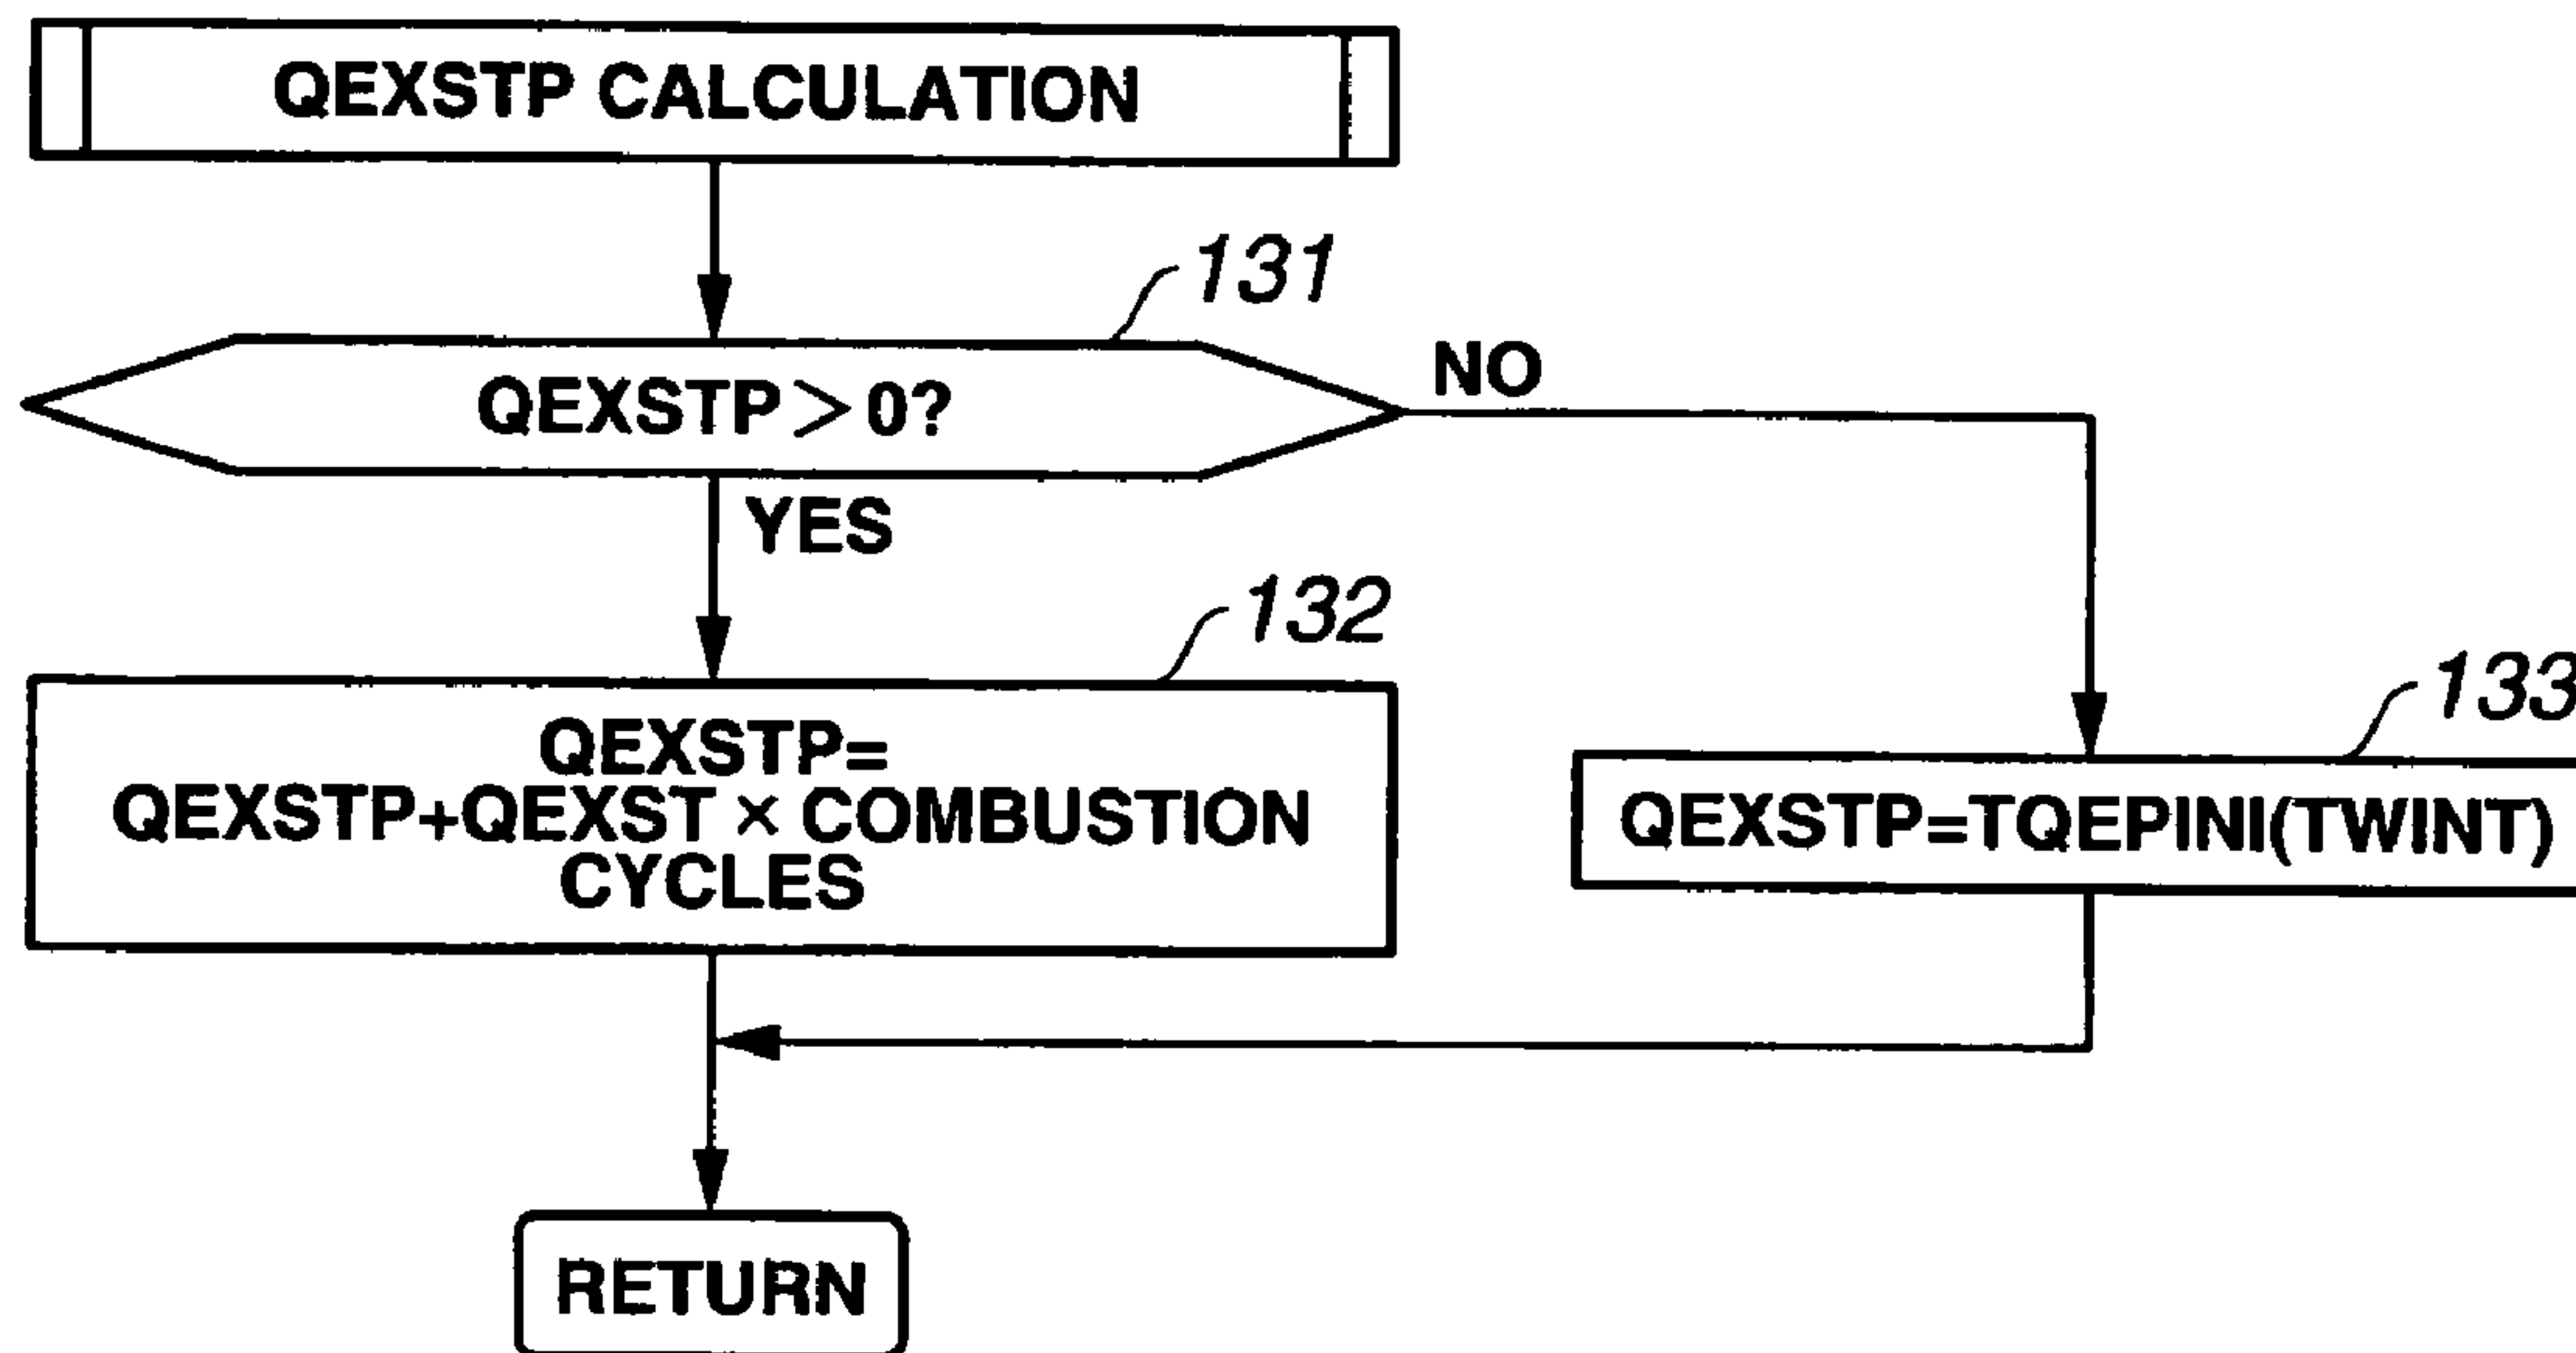 QEXSTP CALCULATION
131
QEXSTP>0?
NO
YES
132
QEXSTP=
QEXSTP+QEXST × COMBUSTION
CYCLES
133
QEXSTP=TQEPINI(TWINT)
RETURN